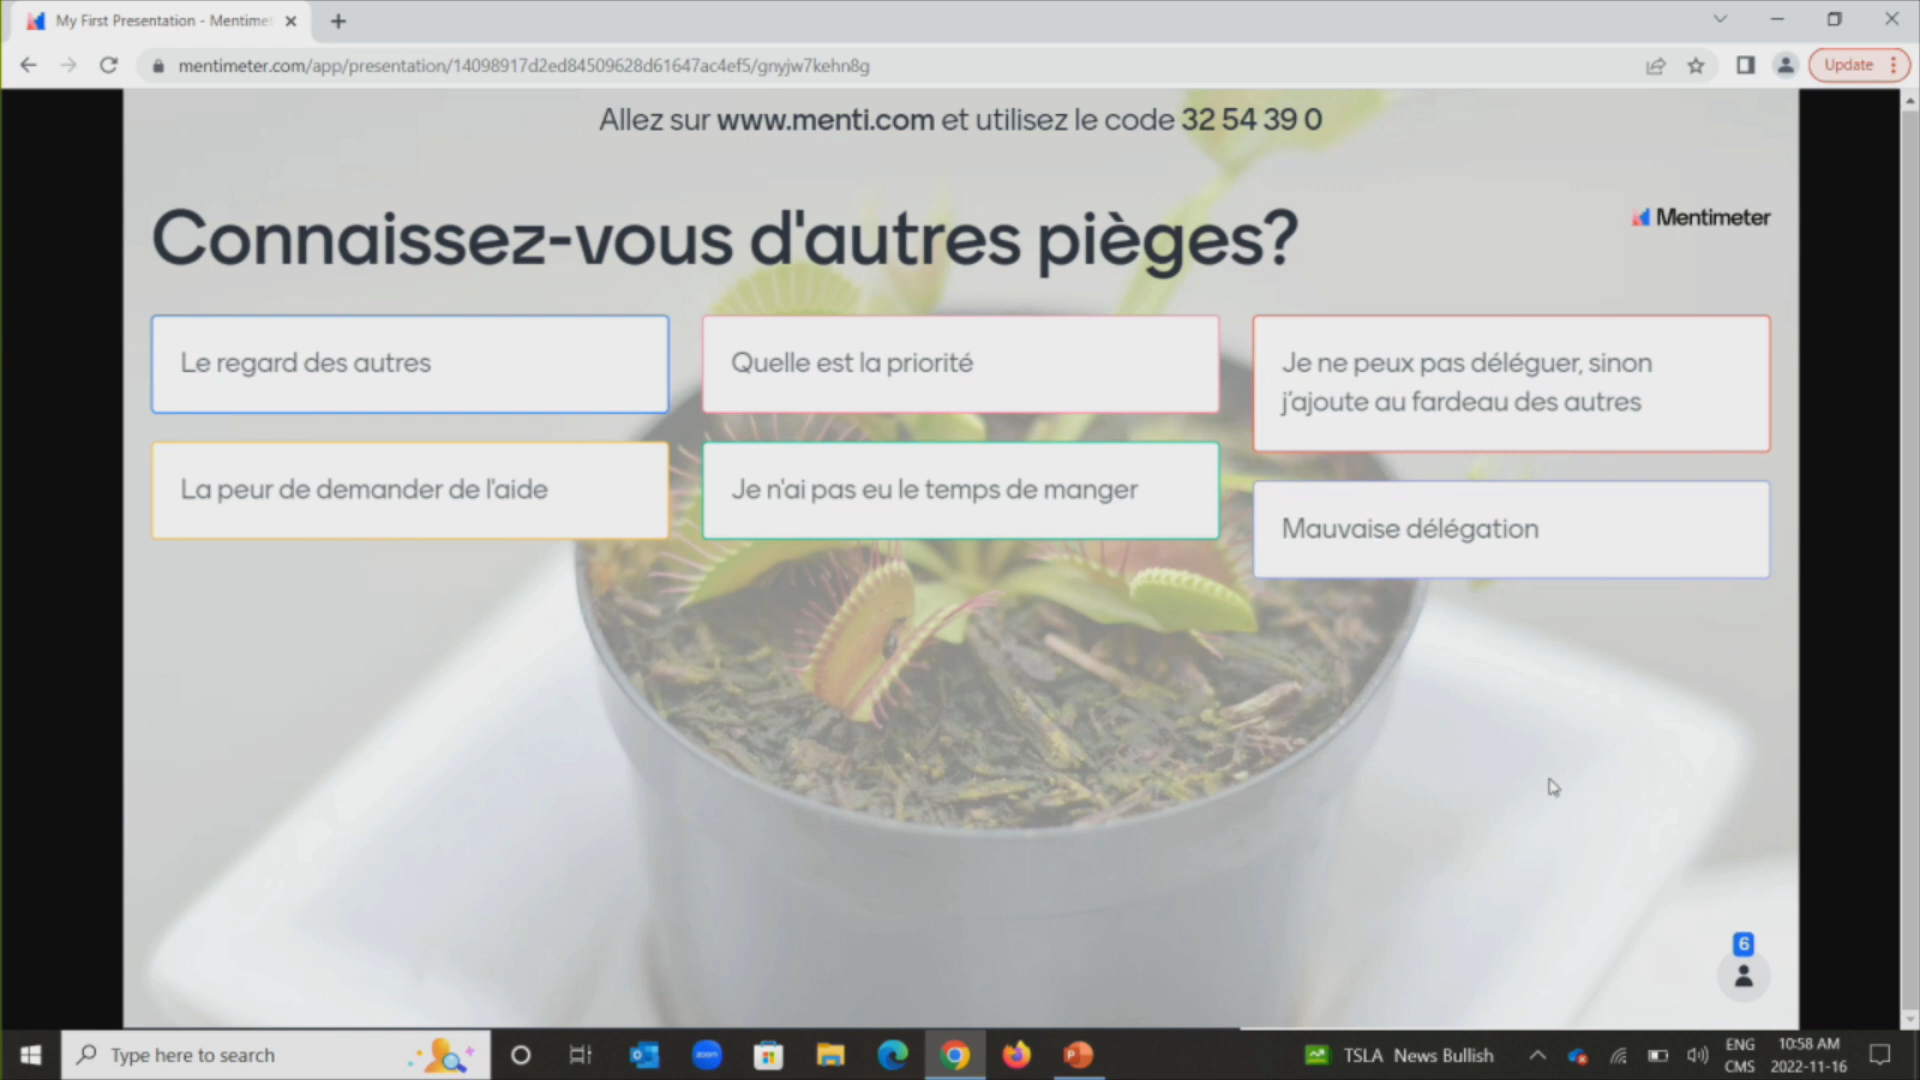 My First Presentation - Mentime
mentimeter.com/app/presentation/14098917d2ed84509628d61647ac4ef5/gnyjw7kehn8g
Update
Allez sur www.menti.com et utilisez le code 32 54 39 0
Connaissez-vous d'autres pièges?
Mentimeter
Le regard des autres
Quelle est la priorité
Je ne peux pas déléguer, sinon
j'ajoute au fardeau des autres
La peur de demander de l'aide
Je n'ai pas eu le temps de manger
Mauvaise délégation
6
Type here to search
zoom
TSLA News Bullish
ENG
CMS
10:58 AM
2022-11-16